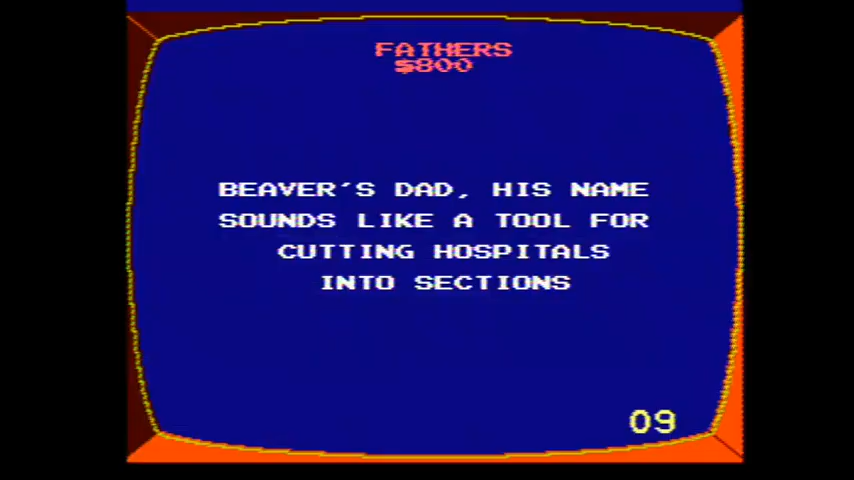 FATHERS
$800
BEAVER'S DAD, HIS NAME
SOUNDS LIKE A TOOL FOR
CUTTING HOSPITALS
INTO SECTIONS
09